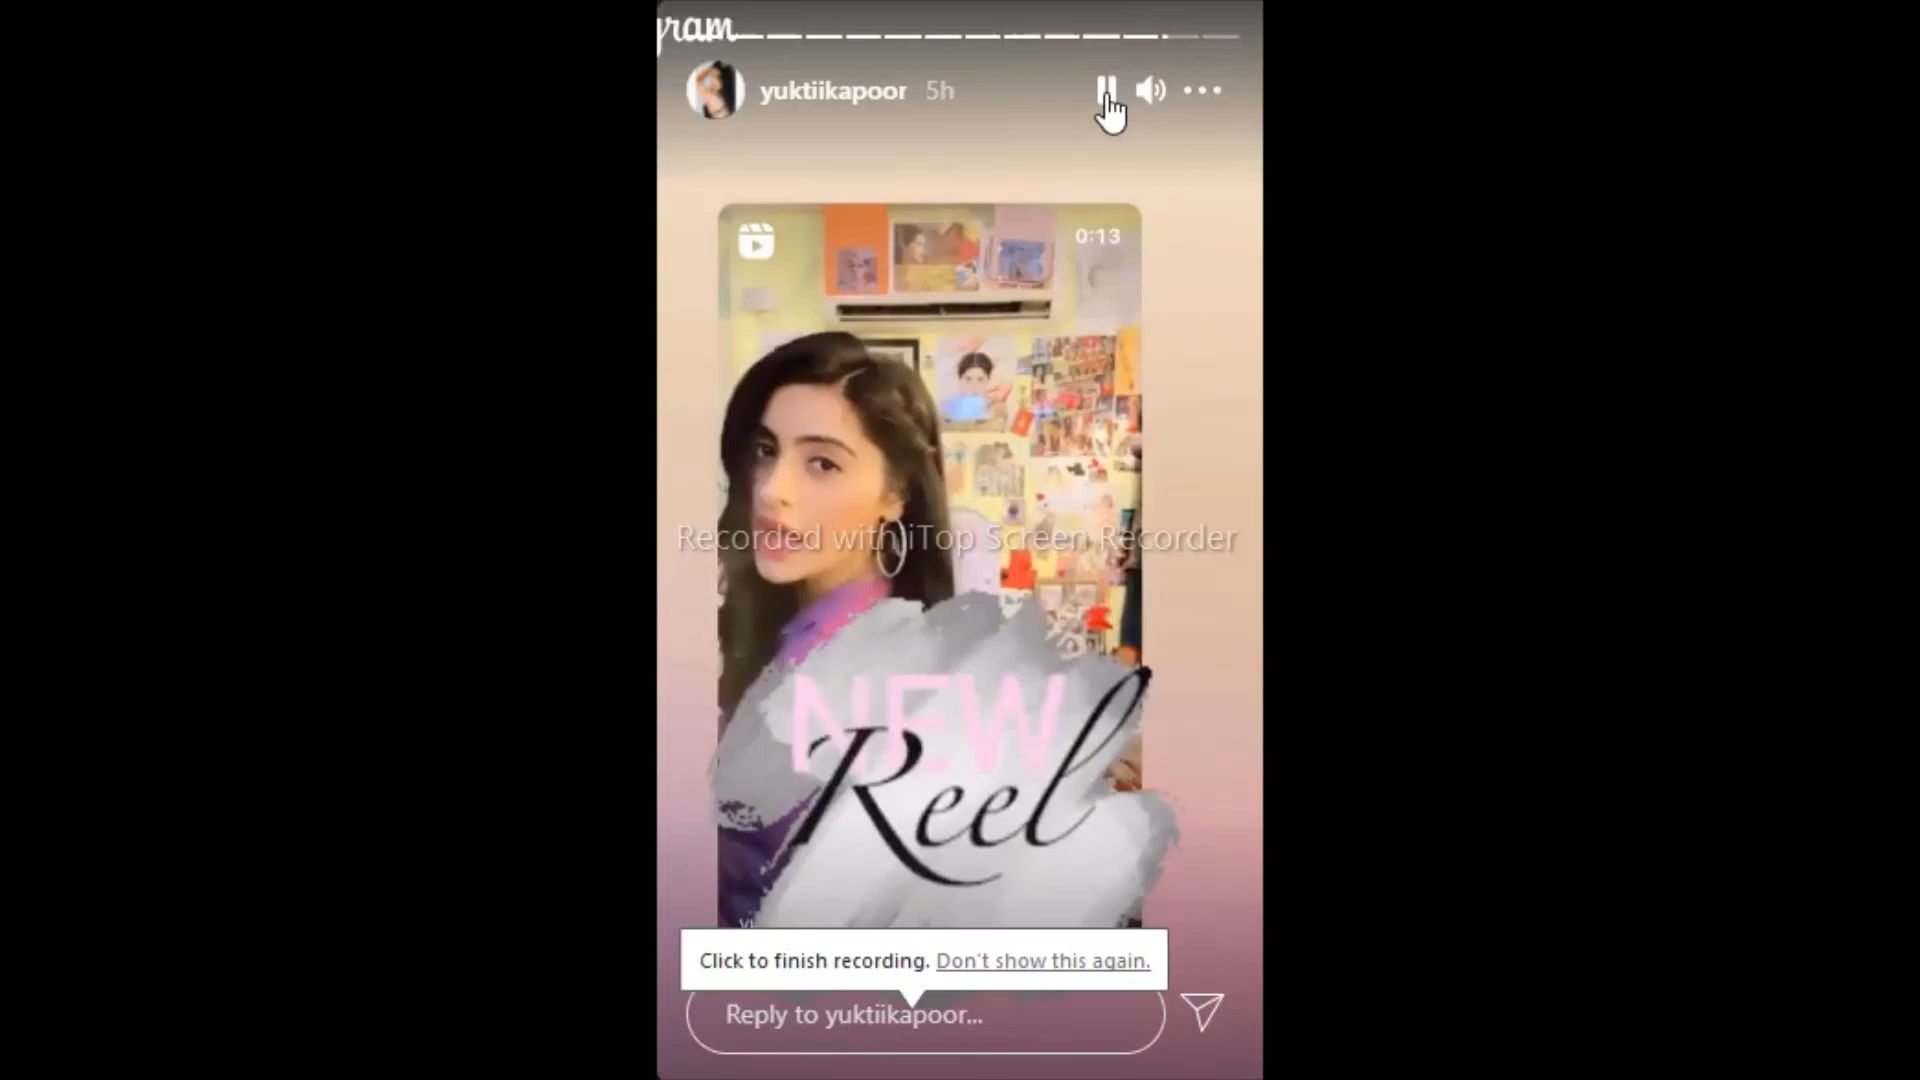 gram
yuktiikapoor 5h
0:13
Recorded with iTop Screen Recorder
NEW
Reel
Click to finish recording. Don't show this again.
Reply to yuktiikapoor...